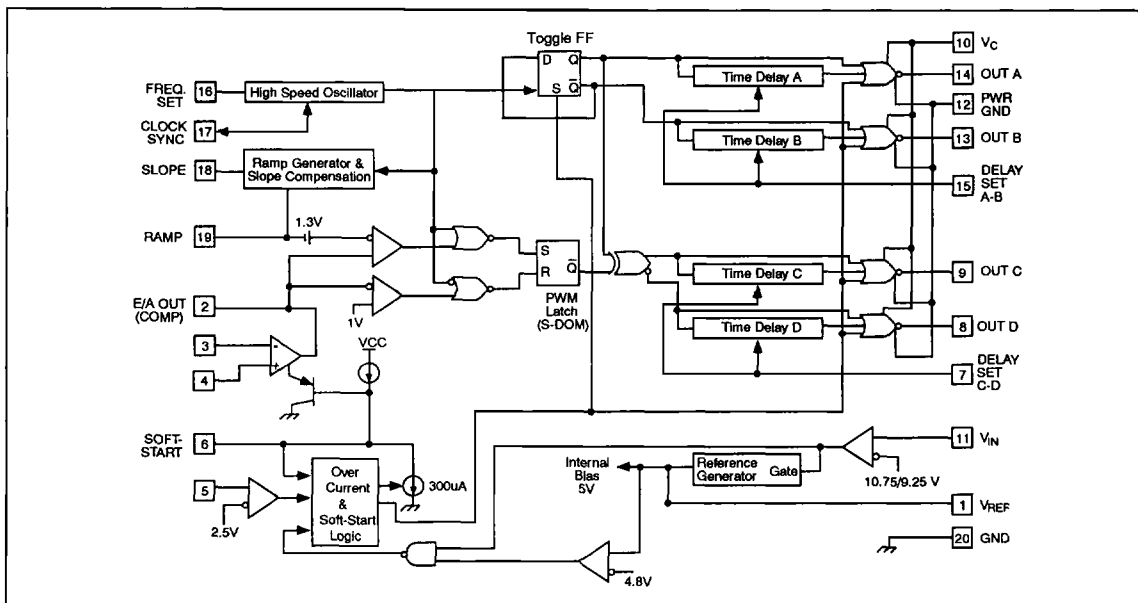 Toggle FF
D
Q
S
Q
FREQ.
SET
16
High Speed Oscillator
CLOCK
SYNC
17
SLOPE
18
Ramp Generator &
Slope Compensation
RAMP
19
1.3V
E/A OUT
(COMP)
2
1V
3
4
VCC
S
R
Q
PWM
Latch
(S-DOM)
Time Delay A
Time Delay B
Time Delay C
Time Delay D
10
VC
14
OUT A
12
PWR
GND
13
OUT B
15
DELAY
SET
A-B
9
OUT C
8
OUT D
7
DELAY
SET
C-D
SOFT-
START
6
5
2.5V
Over
Current
&
Soft-Start
Logic
300uA
Internal
Bias
5V
Reference
Generator
Gate
4.8V
11
VIN
10.75/9.25 V
1
VREF
20
GND